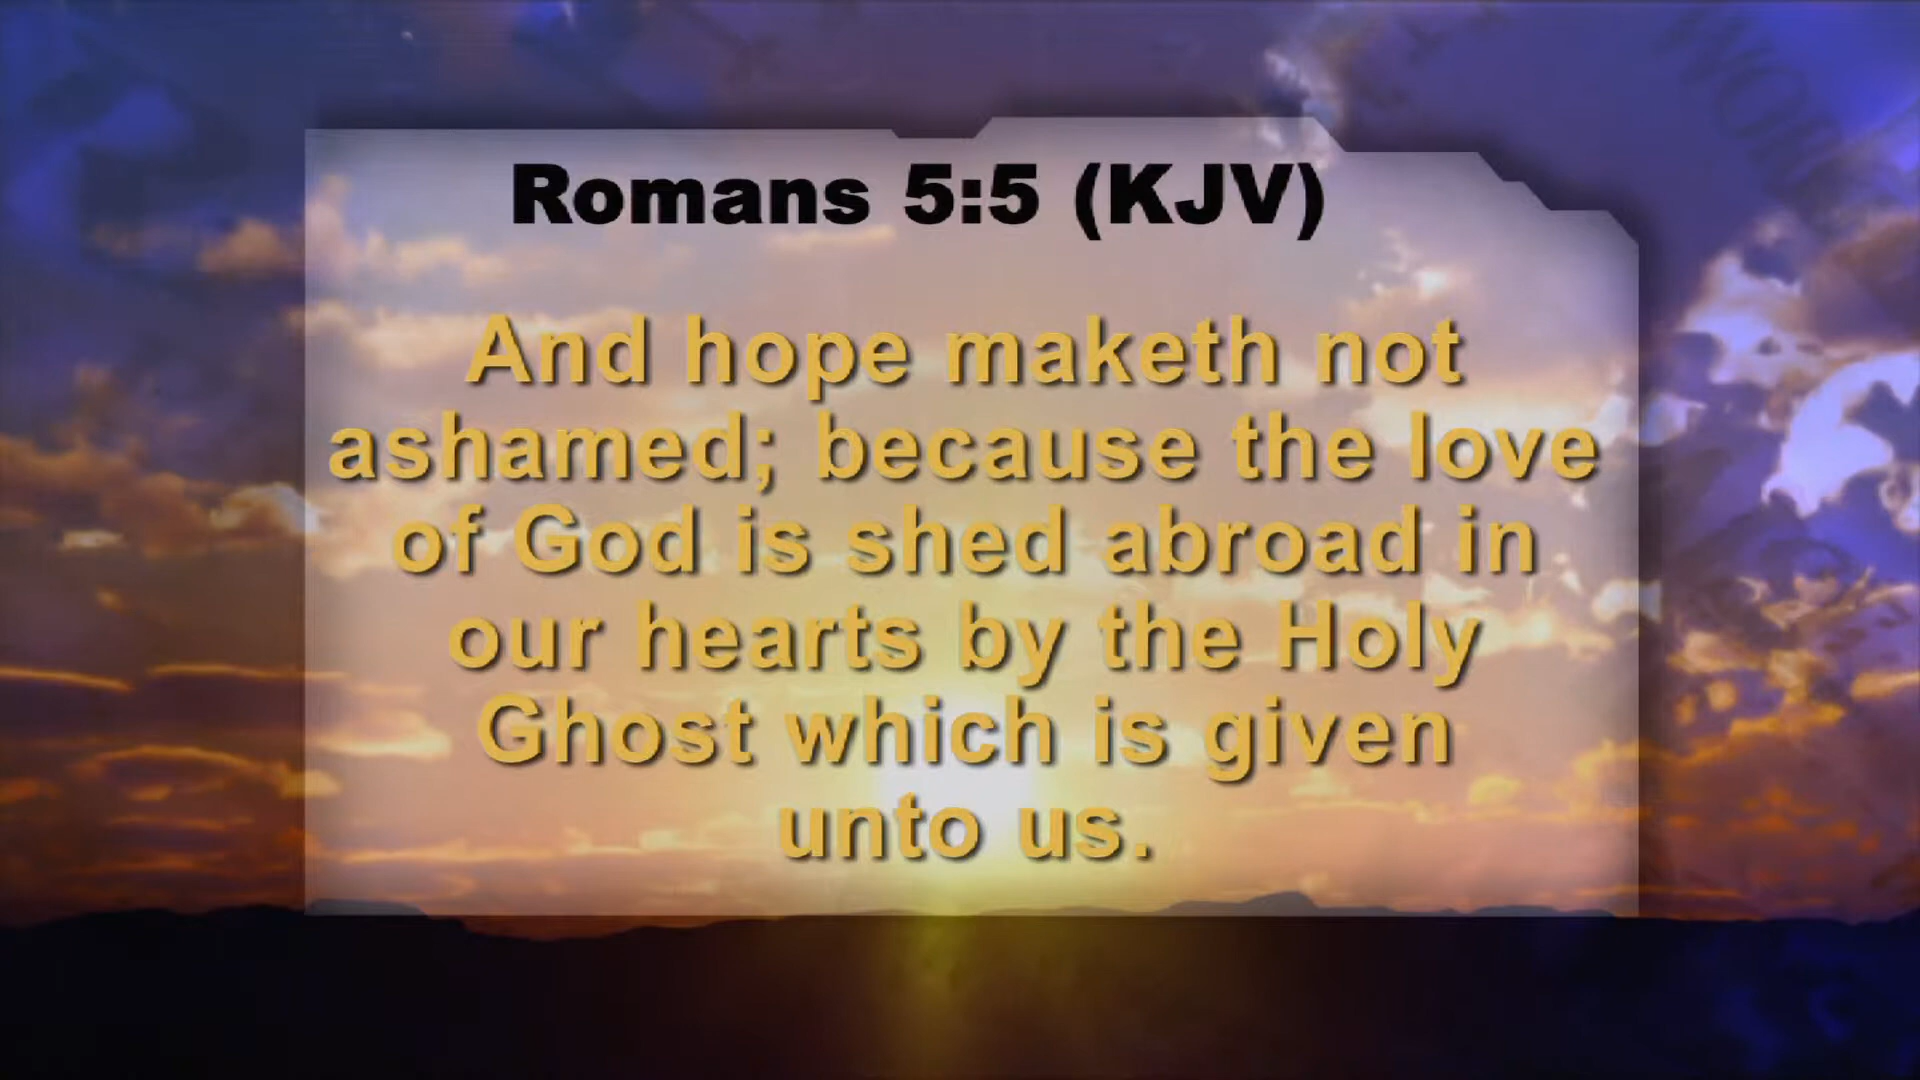 Romans 5:5 (KJV)
And hope maketh not
ashamed; because the love
of God is shed abroad in
our hearts by the Holy
Ghost which is given
unto us.